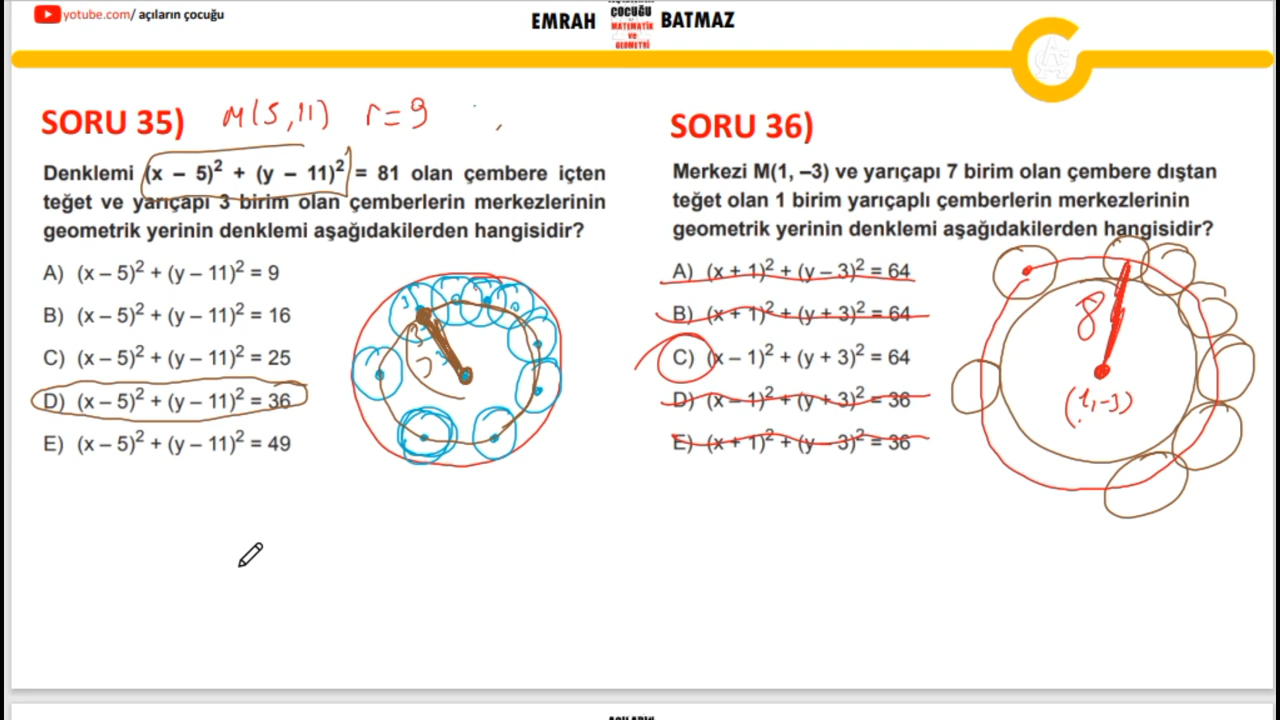 yotube.com/ açıların çocuğu
EMRAH ÇOCUĞU BATMAZ
MATEMATİK
ve
GEOMETRİ
SORU 35) M(5,11) r=9
Denklemi (x – 5)² + (y – 11)² = 81 olan çembere içten
teğet ve yarıçapı 3 birim olan çemberlerin merkezlerinin
geometrik yerinin denklemi aşağıdakilerden hangisidir?
A) (x – 5)² + (y – 11)² = 9
B) (x – 5)² + (y – 11)² = 16
C) (x – 5)² + (y – 11)² = 25
D) (x – 5)² + (y – 11)² = 36
E) (x – 5)² + (y – 11)² = 49
3
SORU 36)
Merkezi M(1, –3) ve yarıçapı 7 birim olan çembere dıştan
teğet olan 1 birim yarıçaplı çemberlerin merkezlerinin
geometrik yerinin denklemi aşağıdakilerden hangisidir?
A) (x + 1)² + (y – 3)² = 64
B) (x + 1)² + (y + 3)² = 64
C) (x – 1)² + (y + 3)² = 64
D) (x – 1)² + (y + 3)² = 36
E) (x + 1)² + (y – 3)² = 36
8
(1,-3)